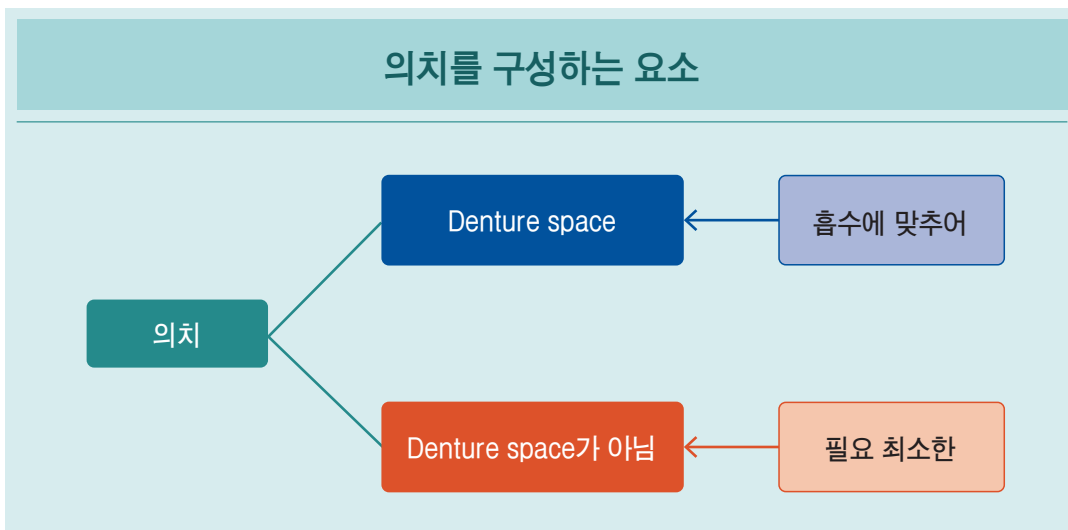 의치를 구성하는 요소
Denture space
흡수에 맞추어
의치
Denture space가 아님
필요 최소한